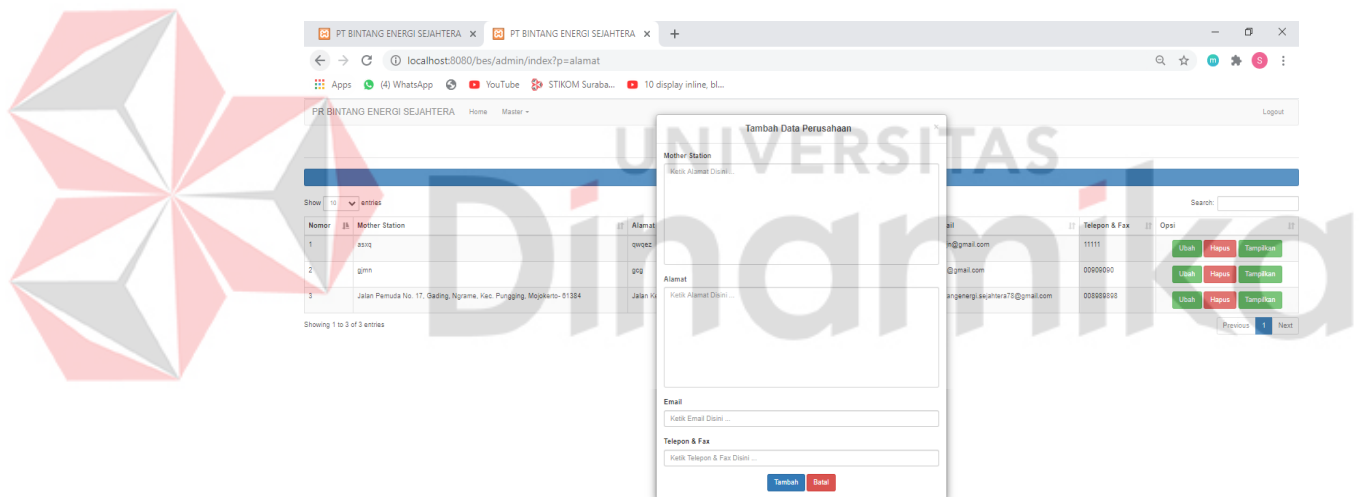 PT BINTANG ENERGI SEJAHTERA
PT BINTANG ENERGI SEJAHTERA
localhost:8080/bes/admin/index?p=alamat
S
Apps (4) WhatsApp YouTube STIKOM Suraba... 10 display inline, bl...
PR BINTANG ENERGI SEJAHTERA Home Master Logout
UNIVERSITAS
Dinamika
Tambah Data Perusahaan
Mother Station
Ketik Alamat Disini ...
Alamat
Ketik Alamat Disini ...
Email
Ketik Email Disini ...
Telepon & Fax
Ketik Telepon & Fax Disini ...
Tambah Batal
Show 10 entries Search:
Nomor Mother Station Alamat ail Telepon & Fax Opsi
1 asxq qwqez n@gmail.com 11111 Ubah Hapus Tampilkan
2 gjmn gcg @gmail.com 00909090 Ubah Hapus Tampilkan
3 Jalan Pemuda No. 17, Gading, Ngrame, Kec. Pungging, Mojokerto- 61384 Jalan Ke angenergi.sejahtera78@gmail.com 008989898 Ubah Hapus Tampilkan
Showing 1 to 3 of 3 entries Previous 1 Next